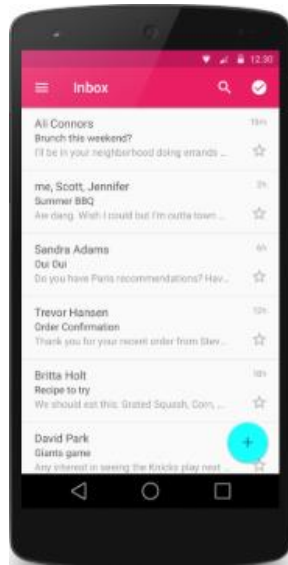 12:30
Inbox
Ali Connors
15m
Brunch this weekend?
I'll be in your neighborhood doing errands ...
me, Scott, Jennifer
2h
Summer BBQ
Aw dang. Wish I could but I'm outta town ...
Sandra Adams
6h
Oui Oui
Do you have Paris recommendations? Hav...
Trevor Hansen
12h
Order Confirmation
Thank you for your recent order from
Britta Holt
18h
Recipe to try
We should eat this: Grated Squash, Corn, ...
David Park
Giants game
Any interest in seeing the Knicks play next ...